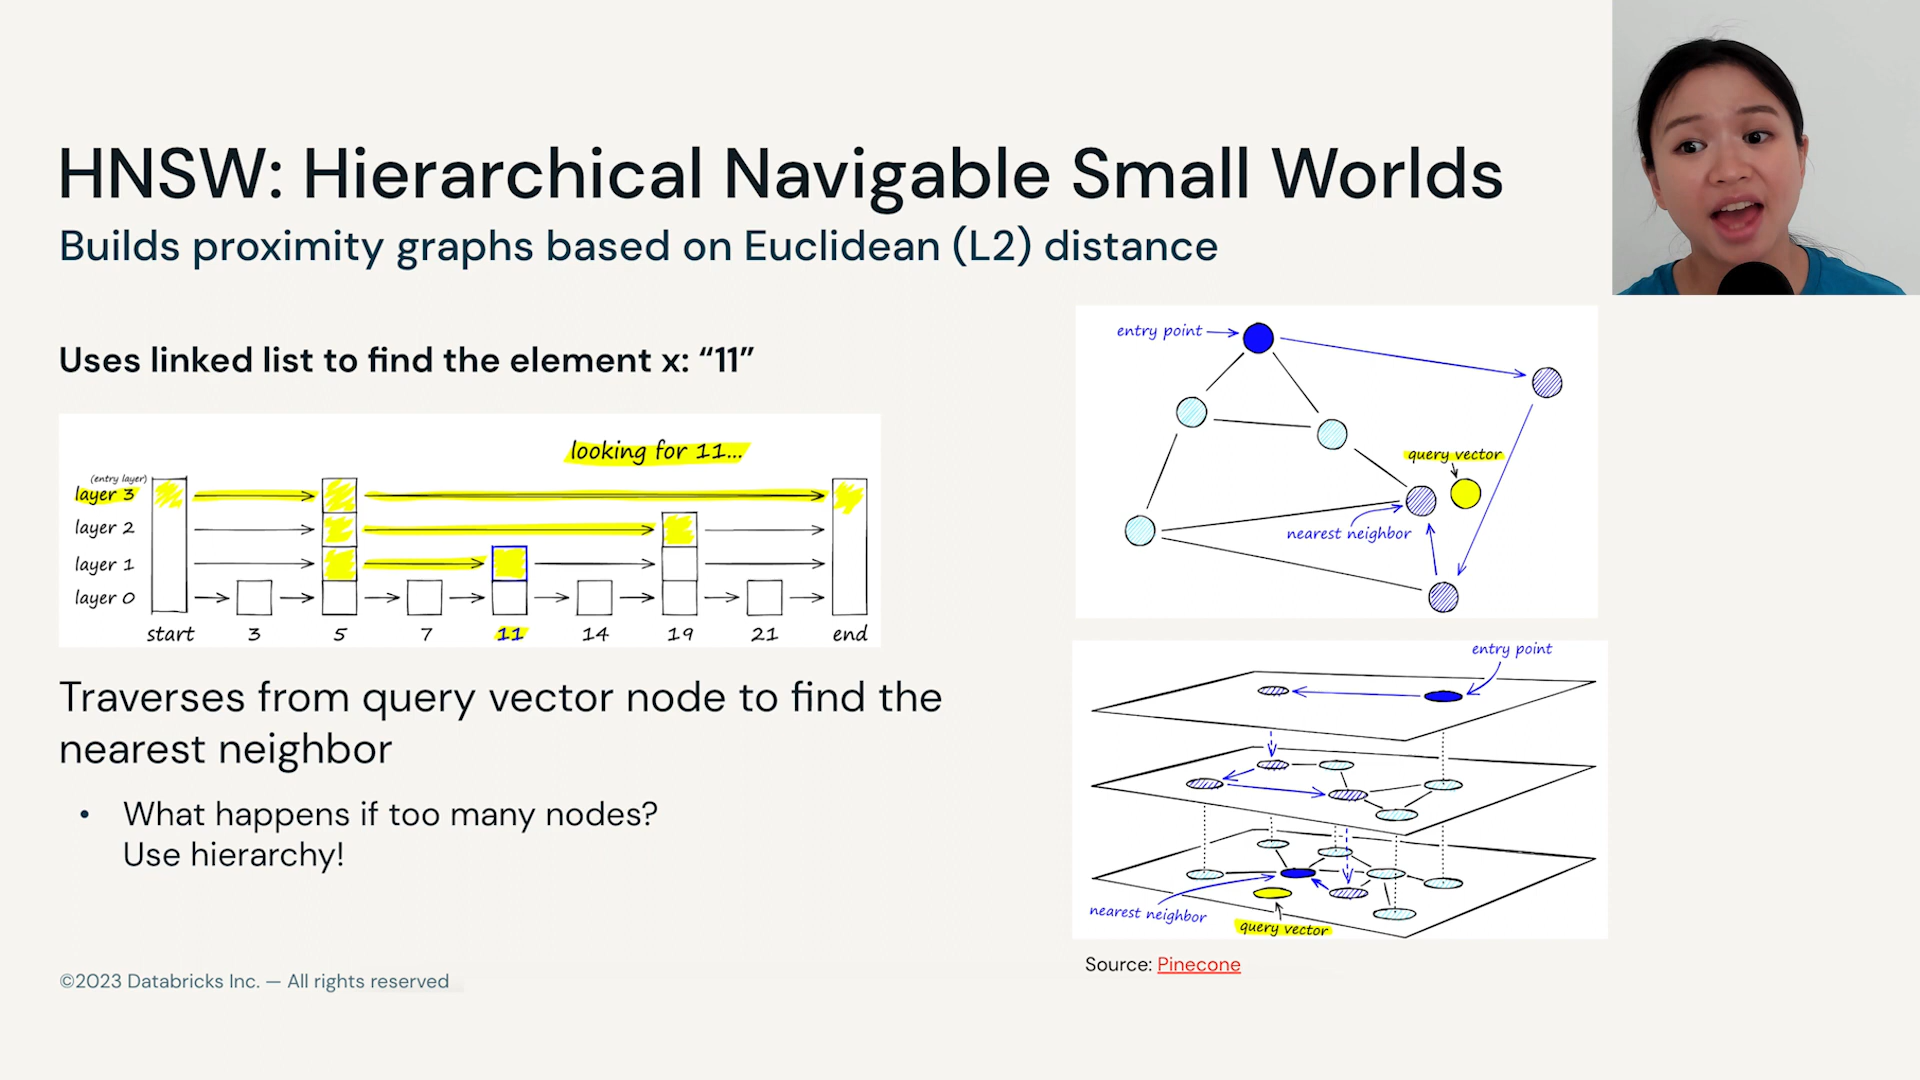 HNSW: Hierarchical Navigable Small Worlds
Builds proximity graphs based on Euclidean (L2) distance
Uses linked list to find the element x: “11”
looking for 11...
(entry layer)
layer 3
layer 2
layer 1
layer 0
start 3 5 7 11 14 19 21 end
Traverses from query vector node to find the
nearest neighbor
• What happens if too many nodes?
Use hierarchy!
entry point
query vector
nearest neighbor
entry point
nearest neighbor
query vector
Source: Pinecone
©2023 Databricks Inc. — All rights reserved